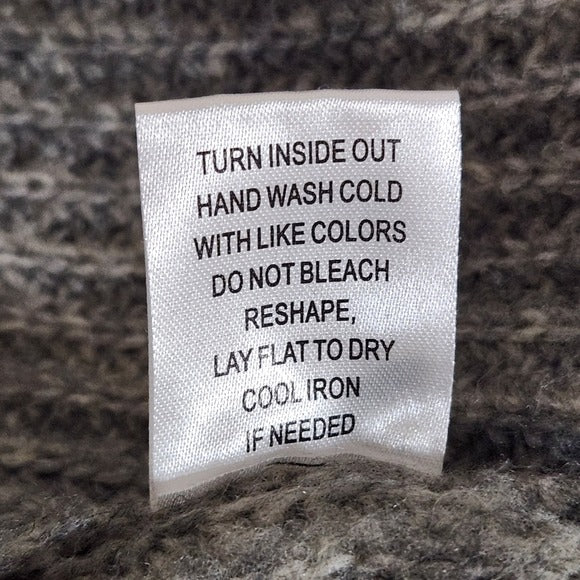 TURN INSIDE OUT
HAND WASH COLD
WITH LIKE COLORS
DO NOT BLEACH
RESHAPE,
LAY FLAT TO DRY
COOL IRON
IF NEEDED